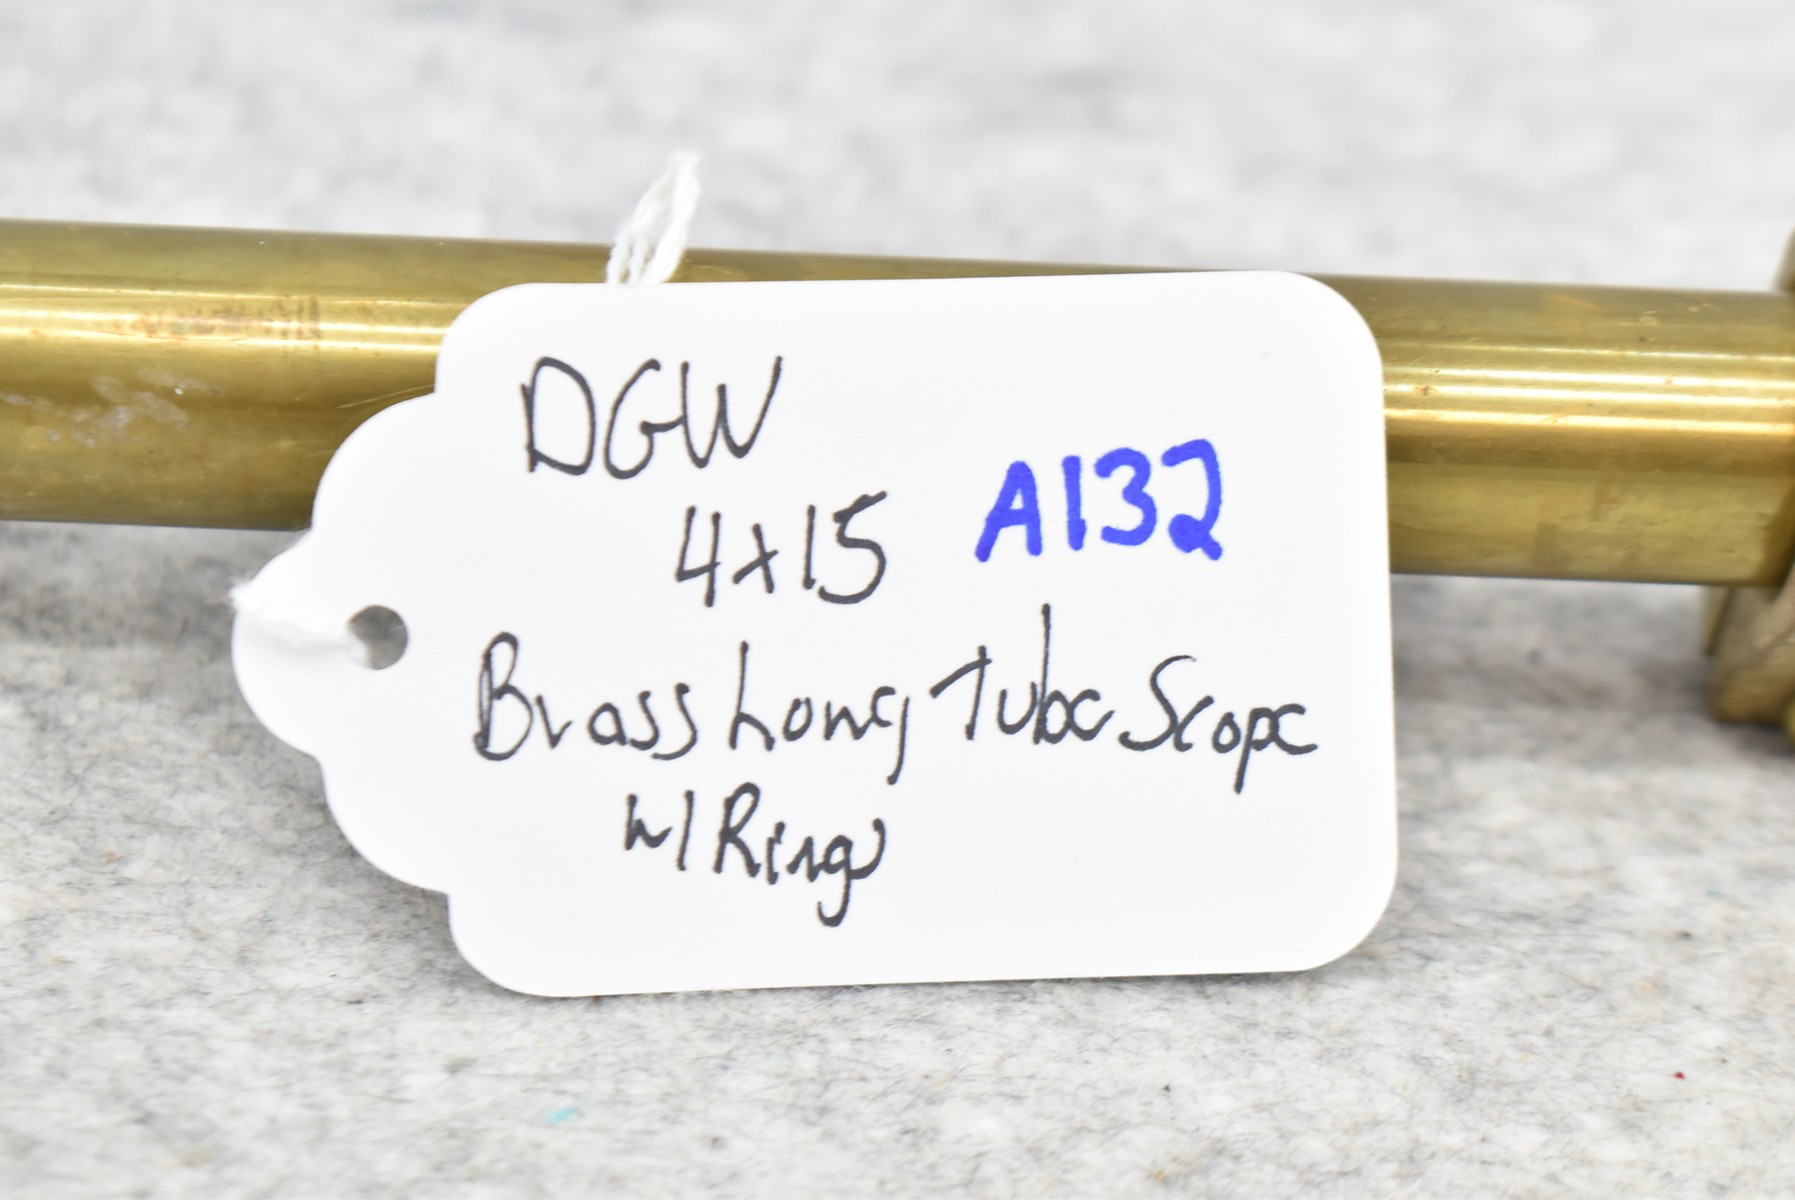 DGW
4x15 A132
Brass Long Tube Scope
w/ Rings